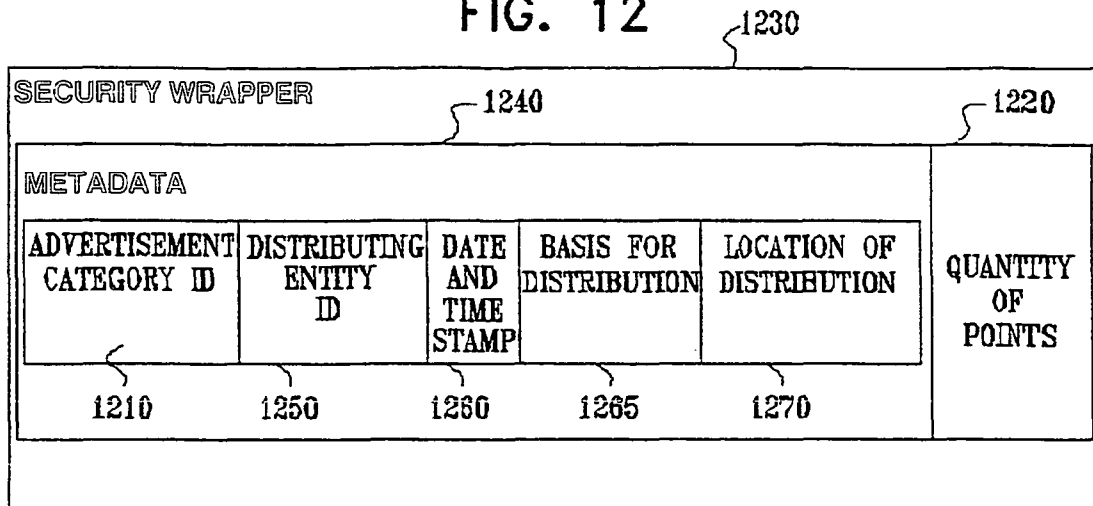 FIG. 12
1230
SECURITY WRAPPER
1240
1220
METADATA
ADVERTISEMENT CATEGORY ID
DISTRIBUTING ENTITY ID
DATE AND TIME STAMP
BASIS FOR DISTRIBUTION
LOCATION OF DISTRIBUTION
QUANTITY OF POINTS
1210
1250
1260
1265
1270